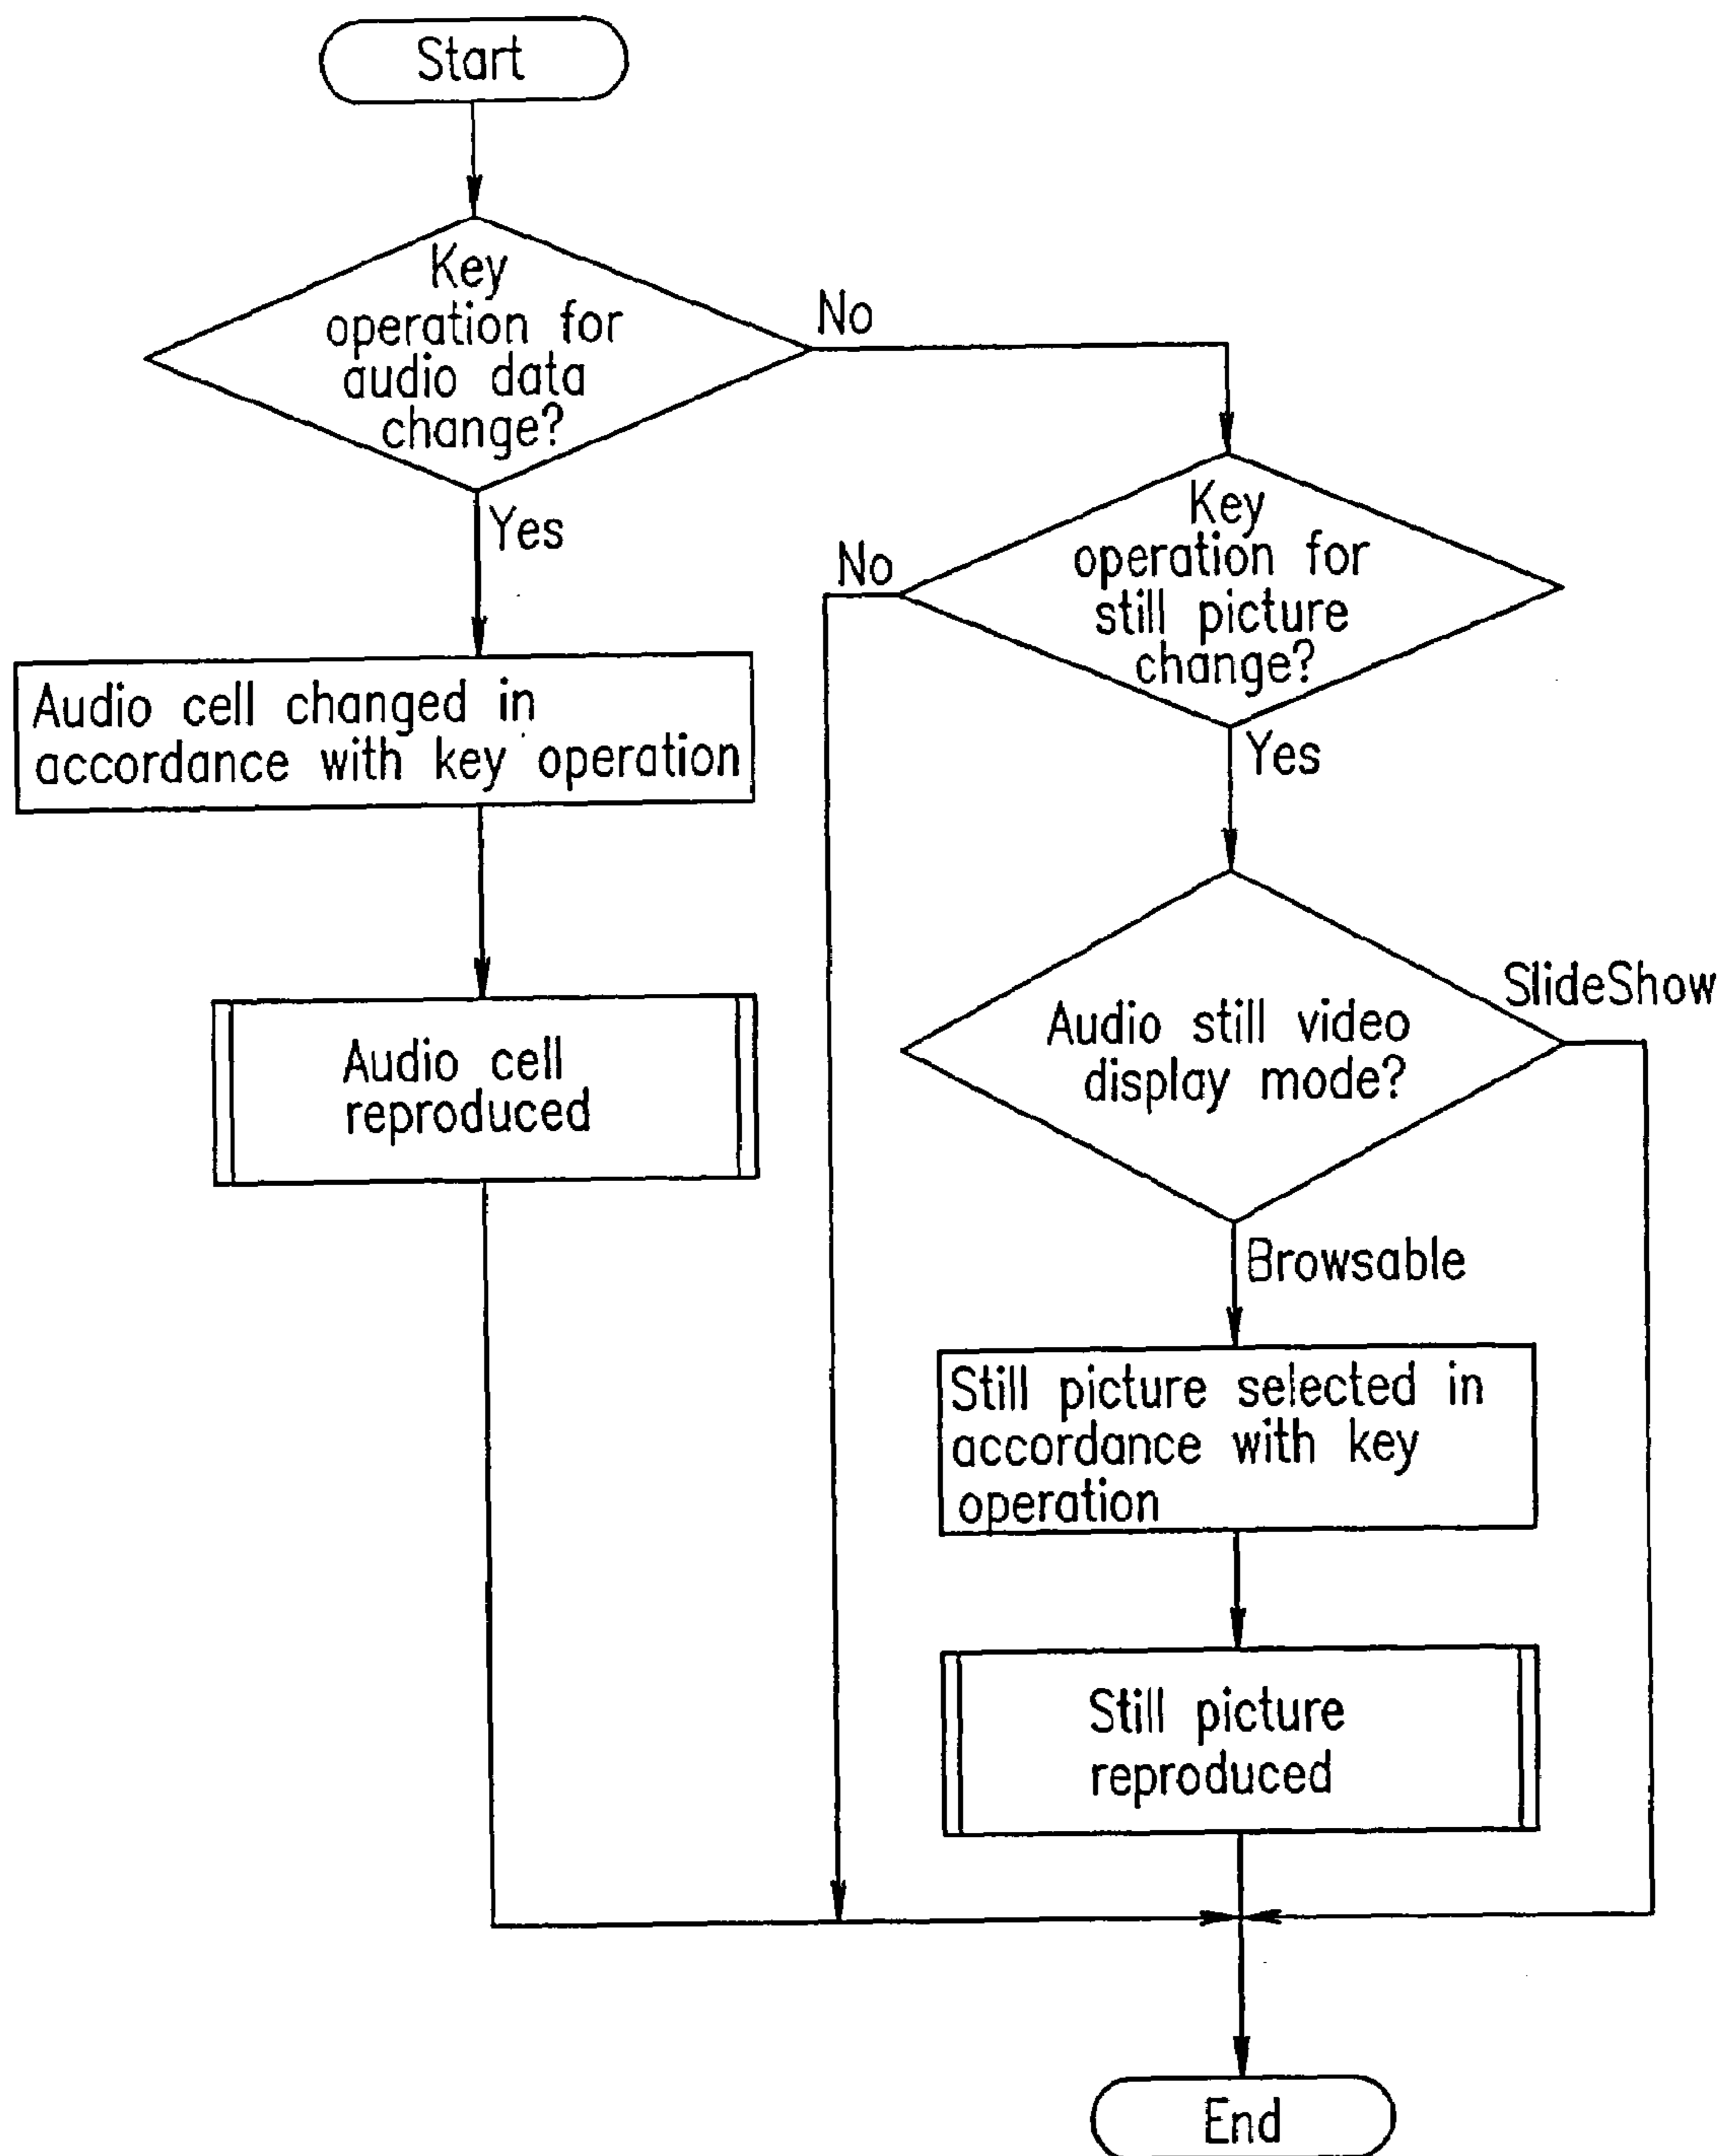 Start
Key
operation for
audio data
change?
No
Yes
Key
operation for
still picture
change?
No
Yes
Audio cell changed in
accordance with key operation
Audio cell
reproduced
Audio still video
display mode?
SlideShow
Browsable
Still picture selected in
accordance with key
operation
Still picture
reproduced
End